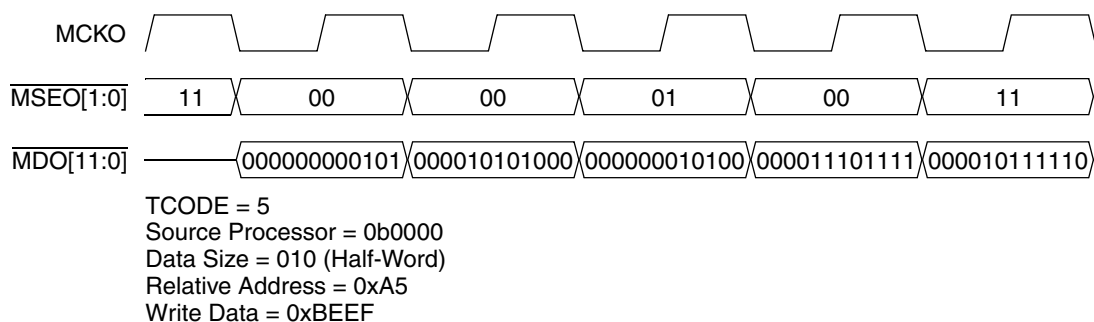 MCKO
MSEO[1:0] 11 00 00 01 00 11
MDO[11:0] 000000000101 000010101000 000000010100 000011101111 000010111110
TCODE = 5
Source Processor = 0b0000
Data Size = 010 (Half-Word)
Relative Address = 0xA5
Write Data = 0xBEEF